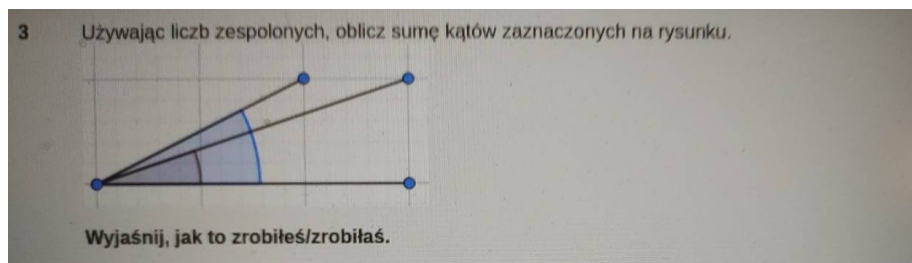 3 Używając liczb zespolonych, oblicz sumę kątów zaznaczonych na rysunku.
Wyjaśnij, jak to zrobiłeś/zrobiłaś.